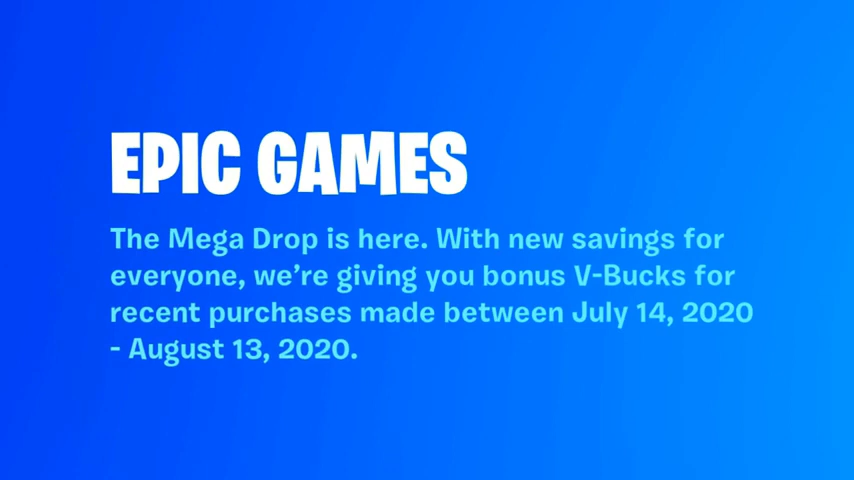 EPIC GAMES
The Mega Drop is here. With new savings for
everyone, we’re giving you bonus V-Bucks for
recent purchases made between July 14, 2020
- August 13, 2020.